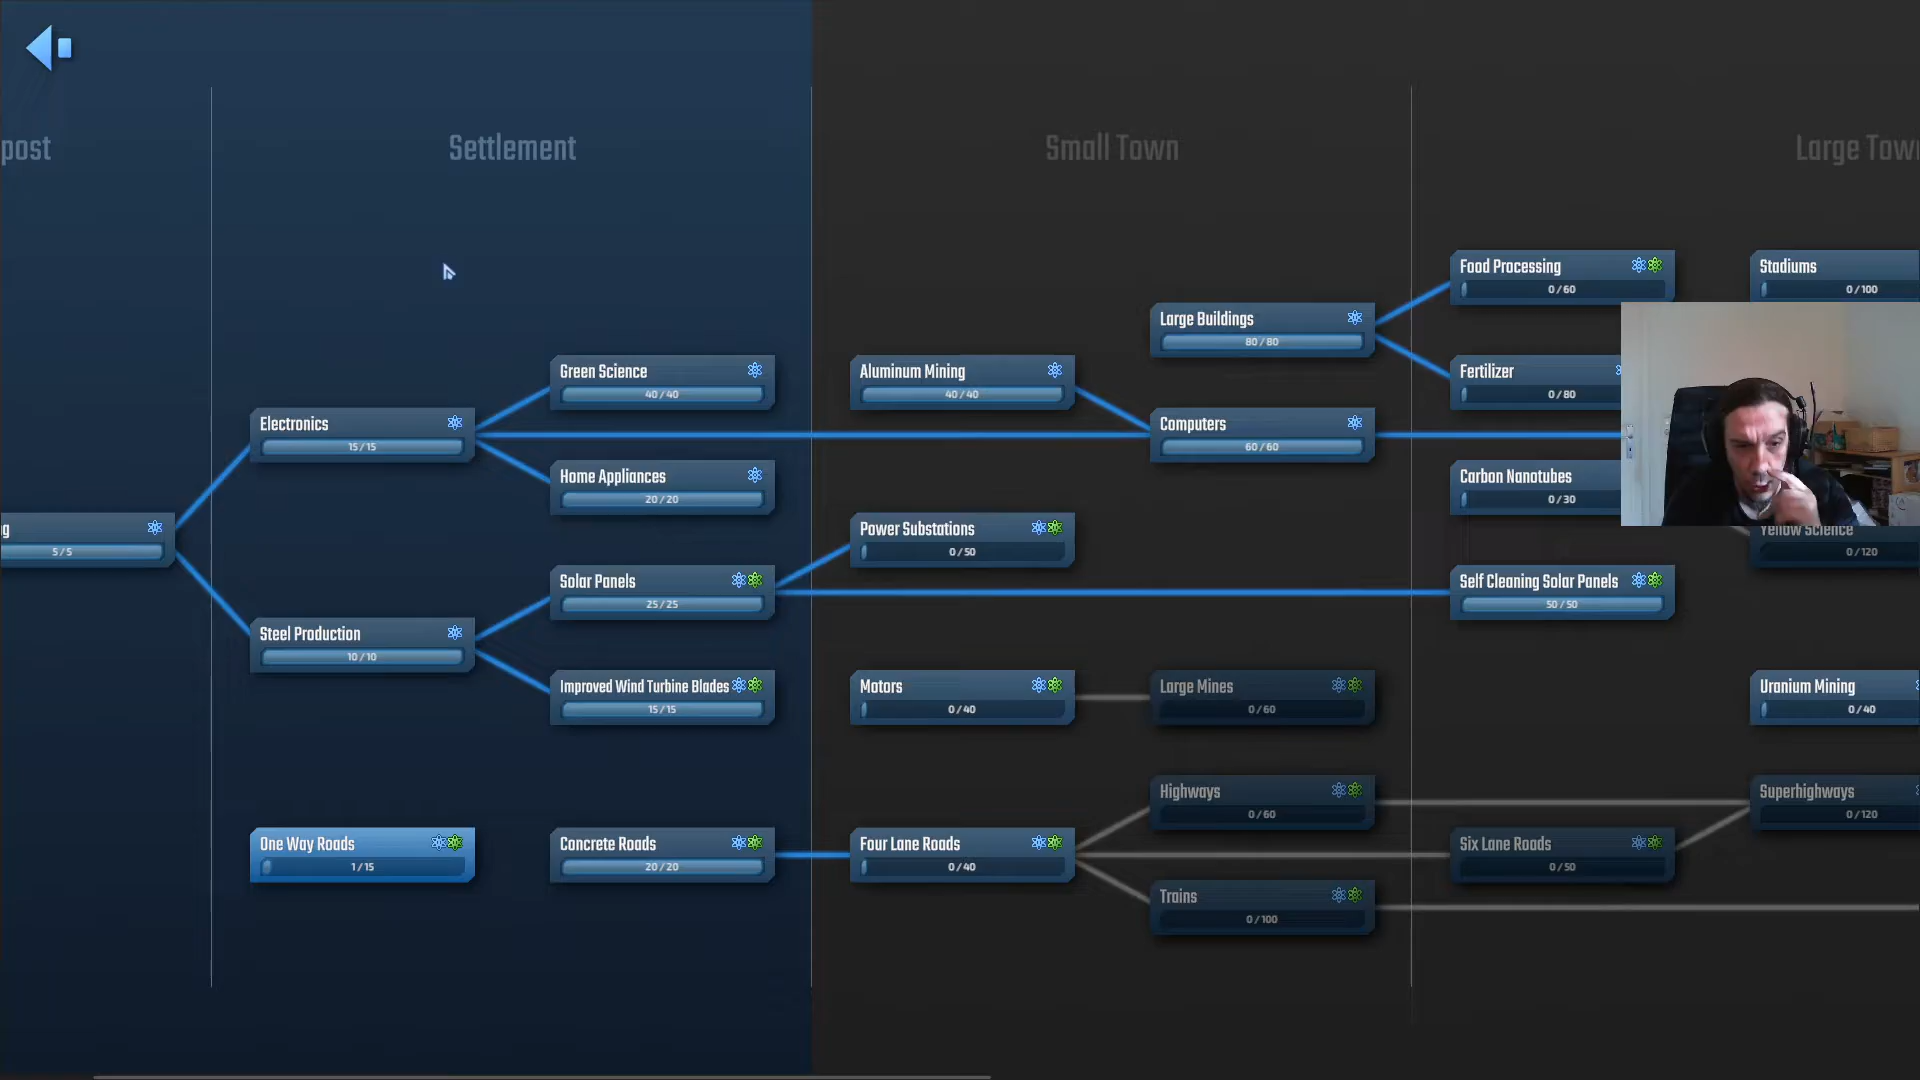 post
Settlement
Small Town
Large Tow
Food Processing
0/60
Stadiums
0/100
Large Buildings
80/80
Green Science
40/40
Aluminum Mining
40/40
Fertilizer
0/80
Electronics
15/15
Computers
60/60
Home Appliances
20/20
Carbon Nanotubes
0/30
g
5/5
Power Substations
0/50
Yellow Science
0/120
Solar Panels
25/25
Self Cleaning Solar Panels
50/50
Steel Production
10/10
Improved Wind Turbine Blades
15/15
Motors
0/40
Large Mines
0/60
Uranium Mining
0/40
Highways
0/60
Superhighways
0/120
One Way Roads
1/15
Concrete Roads
20/20
Four Lane Roads
0/40
Six Lane Roads
0/50
Trains
0/100